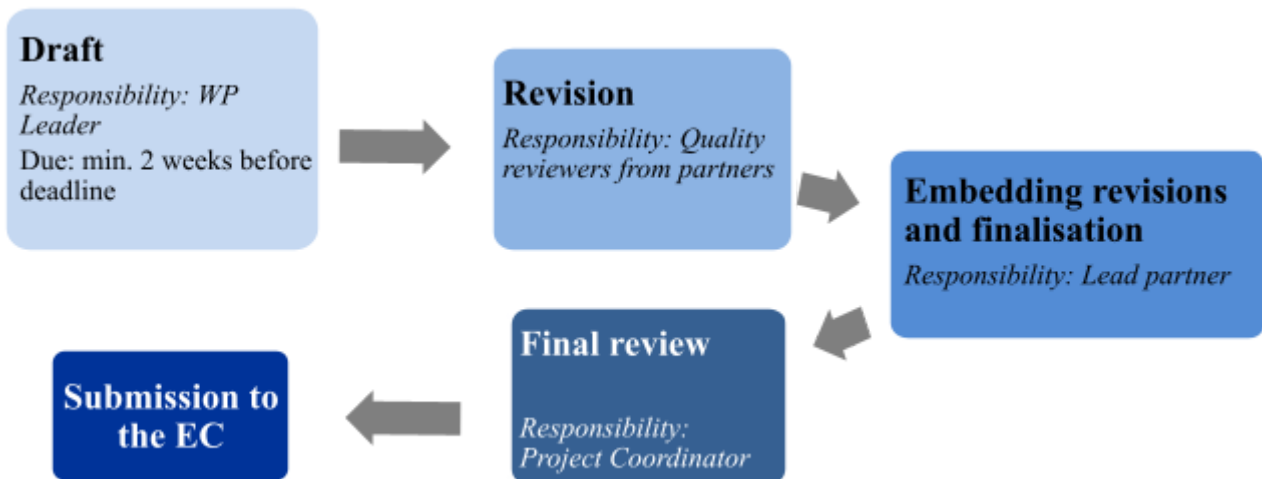 Draft
Responsibility: WP
Leader
Due: min. 2 weeks before
deadline
Revision
Responsibility: Quality
reviewers from partners
Embedding revisions
and finalisation
Responsibility: Lead partner
Final review
Responsibility:
Project Coordinator
Submission to
the EC